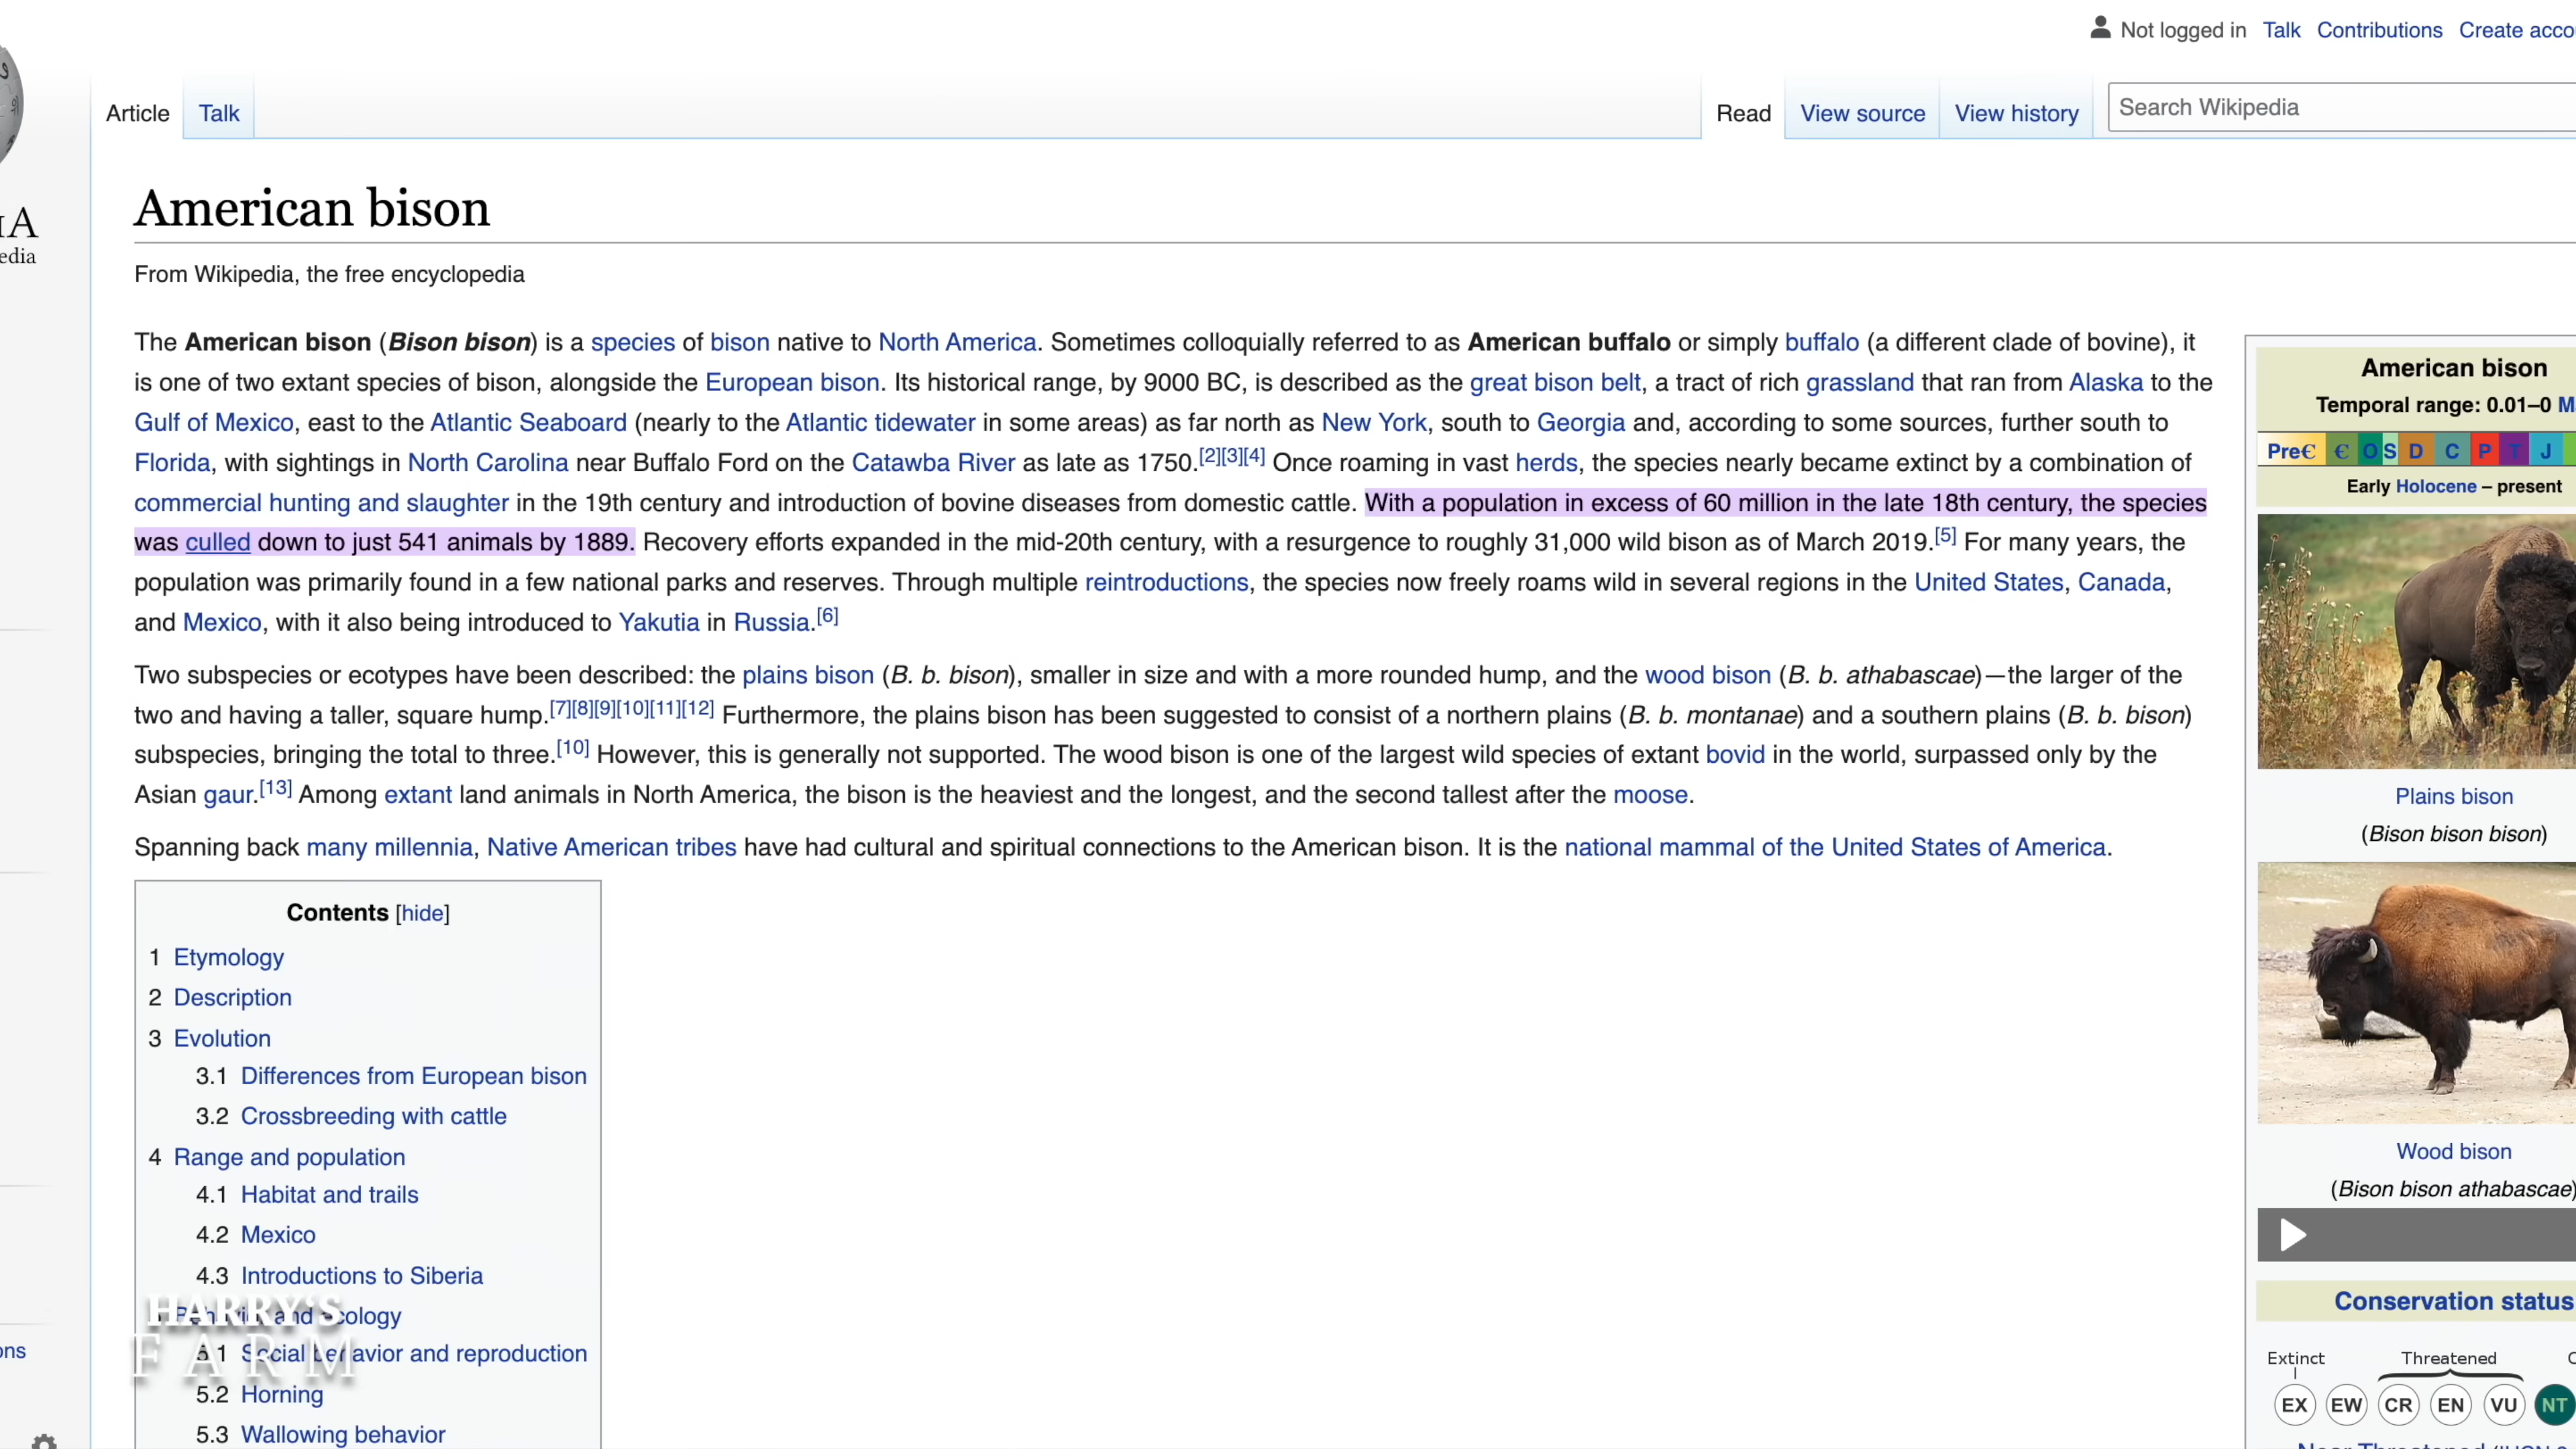 Not logged in Talk Contributions Create acco
Article Talk Read View source View history Search Wikipedia
IA
edia
American bison
From Wikipedia, the free encyclopedia
The American bison (Bison bison) is a species of bison native to North America. Sometimes colloquially referred to as American buffalo or simply buffalo (a different clade of bovine), it
is one of two extant species of bison, alongside the European bison. Its historical range, by 9000 BC, is described as the great bison belt, a tract of rich grassland that ran from Alaska to the
Gulf of Mexico, east to the Atlantic Seaboard (nearly to the Atlantic tidewater in some areas) as far north as New York, south to Georgia and, according to some sources, further south to
Florida, with sightings in North Carolina near Buffalo Ford on the Catawba River as late as 1750.[2][3][4] Once roaming in vast herds, the species nearly became extinct by a combination of
commercial hunting and slaughter in the 19th century and introduction of bovine diseases from domestic cattle. With a population in excess of 60 million in the late 18th century, the species
was culled down to just 541 animals by 1889. Recovery efforts expanded in the mid-20th century, with a resurgence to roughly 31,000 wild bison as of March 2019.[5] For many years, the
population was primarily found in a few national parks and reserves. Through multiple reintroductions, the species now freely roams wild in several regions in the United States, Canada,
and Mexico, with it also being introduced to Yakutia in Russia.[6]
Two subspecies or ecotypes have been described: the plains bison (B. b. bison), smaller in size and with a more rounded hump, and the wood bison (B. b. athabascae)—the larger of the
two and having a taller, square hump.[7][8][9][10][11][12] Furthermore, the plains bison has been suggested to consist of a northern plains (B. b. montanae) and a southern plains (B. b. bison)
subspecies, bringing the total to three.[10] However, this is generally not supported. The wood bison is one of the largest wild species of extant bovid in the world, surpassed only by the
Asian gaur.[13] Among extant land animals in North America, the bison is the heaviest and the longest, and the second tallest after the moose.
Spanning back many millennia, Native American tribes have had cultural and spiritual connections to the American bison. It is the national mammal of the United States of America.
Contents [hide]
1 Etymology
2 Description
3 Evolution
3.1 Differences from European bison
3.2 Crossbreeding with cattle
4 Range and population
4.1 Habitat and trails
4.2 Mexico
4.3 Introductions to Siberia
and ecology
5.1 Social behavior and reproduction
5.2 Horning
5.3 Wallowing behavior
HARRY'S
FARM
ons
American bison
Temporal range: 0.01–0 M
PreꞒ Ꞓ O S D C P T J
Early Holocene – present
Plains bison
(Bison bison bison)
Wood bison
(Bison bison athabascae)
Conservation status
Extinct Threatened
EX EW CR EN VU NT